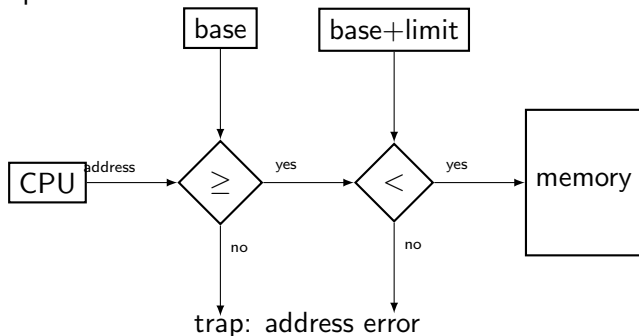 base base+limit
CPU address ≥ yes < yes memory
no no
trap: address error